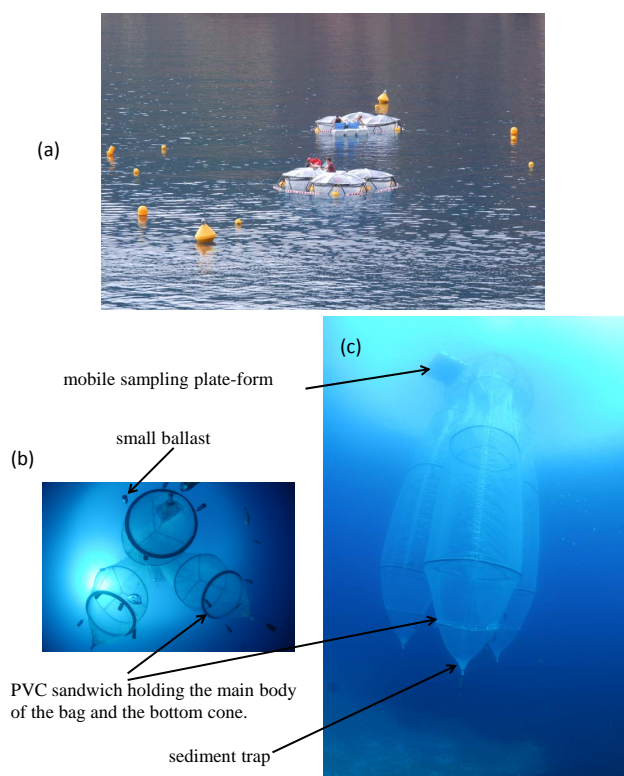 (a)
(c)
mobile sampling plate-form
small ballast
(b)
PVC sandwich holding the main body
of the bag and the bottom cone.
sediment trap